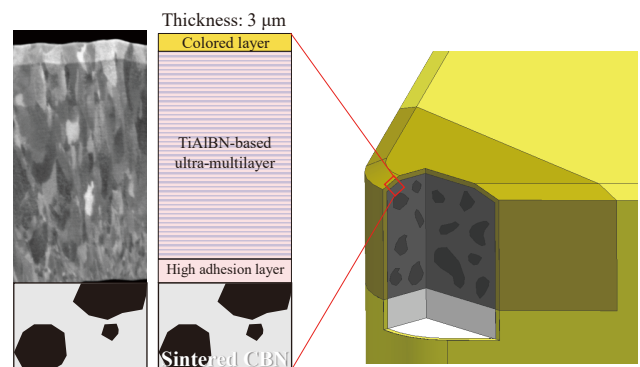 Thickness: 3 μm
Colored layer
TiAlBN-based
ultra-multilayer
High adhesion layer
Sintered CBN